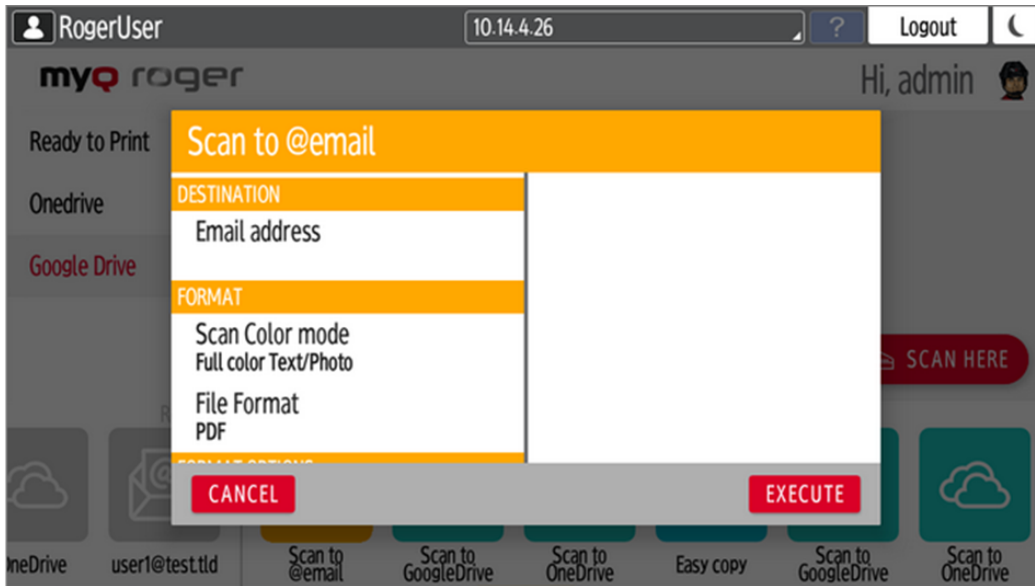 RogerUser
10.14.4.26
?
Logout
myQ roger
Hi, admin
Ready to Print
Onedrive
Google Drive
Scan to @email
DESTINATION
Email address
FORMAT
Scan Color mode
Full color Text/Photo
File Format
PDF
FORMAT OPTIONS
CANCEL
EXECUTE
SCAN HERE
R
@
OneDrive
user1@test.tld
Scan to
@email
Scan to
GoogleDrive
Scan to
OneDrive
Easy copy
Scan to
GoogleDrive
Scan to
OneDrive